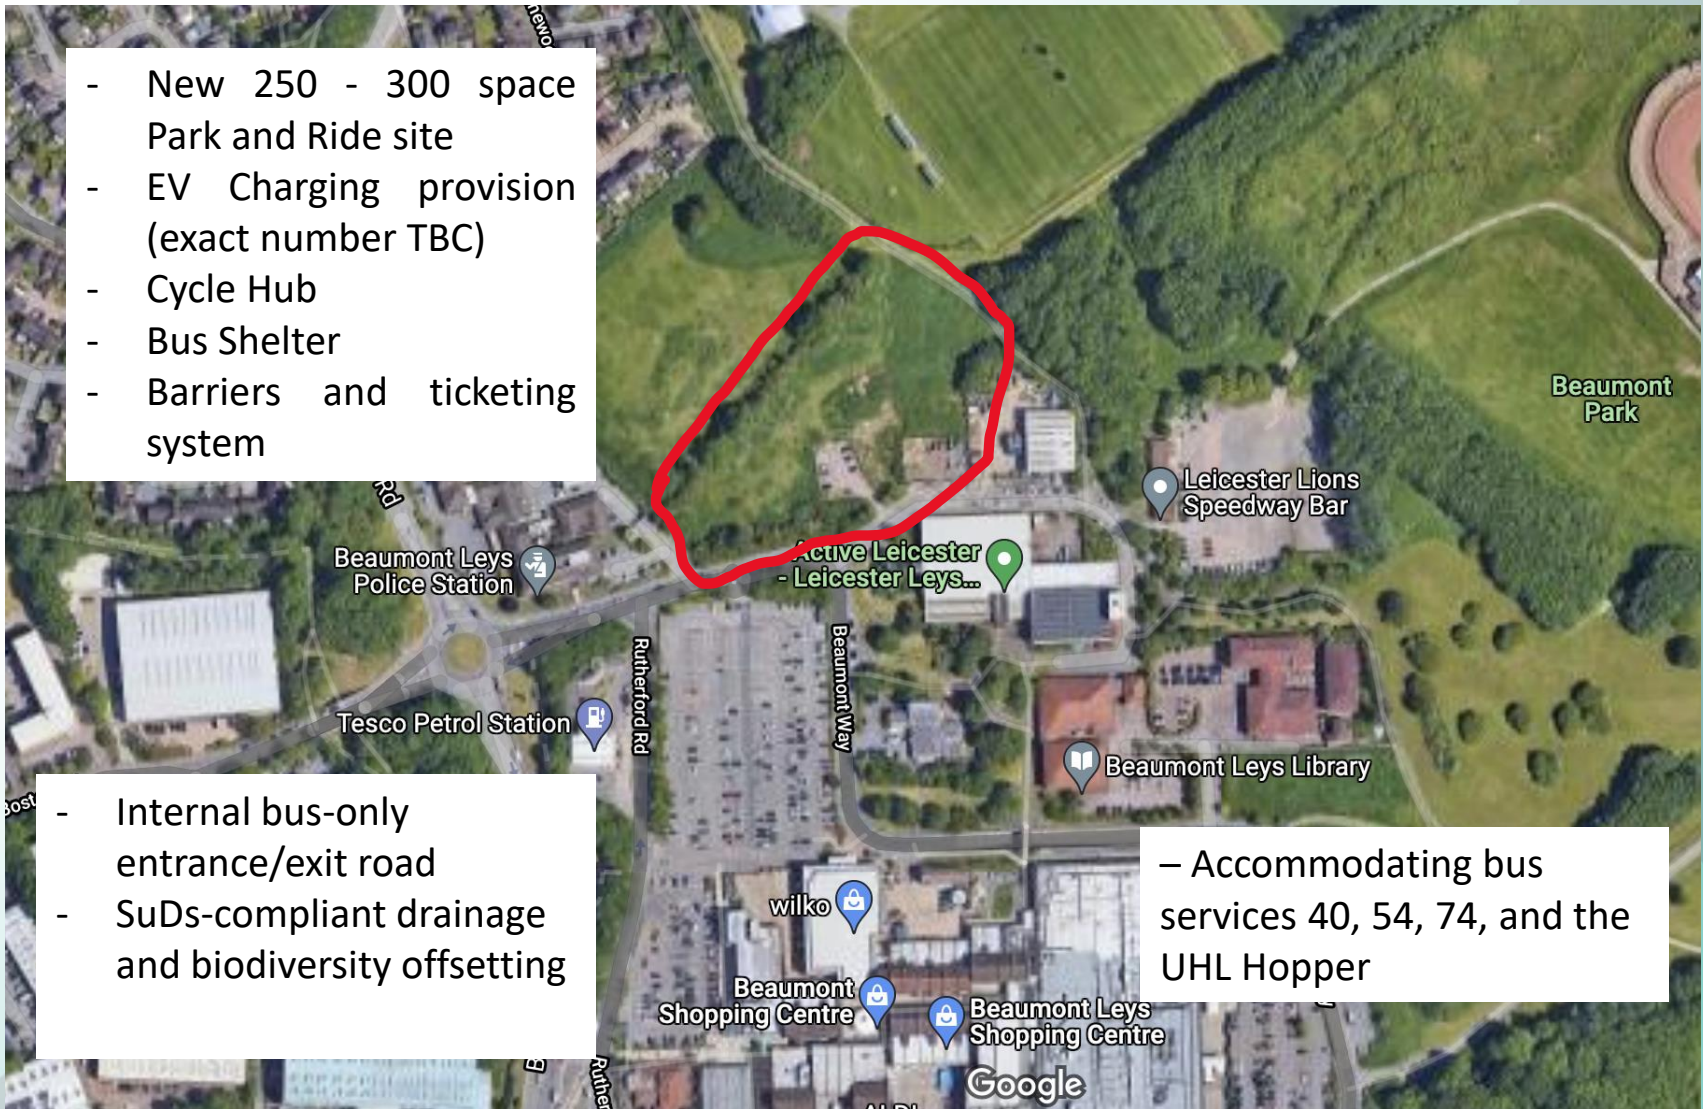 - New 250 - 300 space
Park and Ride site
- EV Charging provision
(exact number TBC)
- Cycle Hub
- Bus Shelter
- Barriers and ticketing
system
Rd
Beaumont
Park
Leicester Lions
Speedway Bar
Beaumont Leys
Police Station
Active Leicester
- Leicester Leys...
Rutherford Rd
Beaumont Way
Tesco Petrol Station
Beaumont Leys Library
- Internal bus-only
entrance/exit road
- SuDs-compliant drainage
and biodiversity offsetting
– Accommodating bus
services 40, 54, 74, and the
UHL Hopper
wilko
Beaumont
Shopping Centre
Beaumont Leys
Shopping Centre
Google